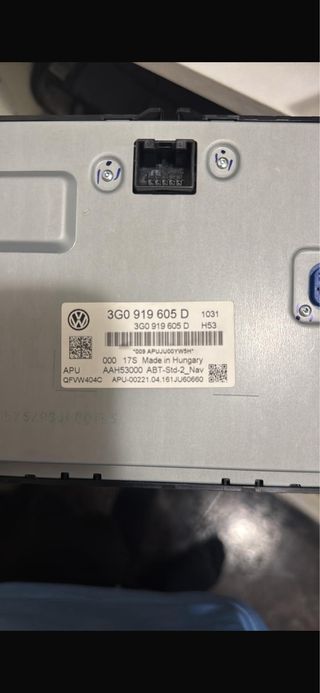 3G0 919 605 D 1031
3G0 919 605 D H53
*009 APUJU00YW5H*
000 17S Made in Hungary
APU AAH53000 ABT-Std-2_Nav
QFVW404C APU-00221.04.161JU60660